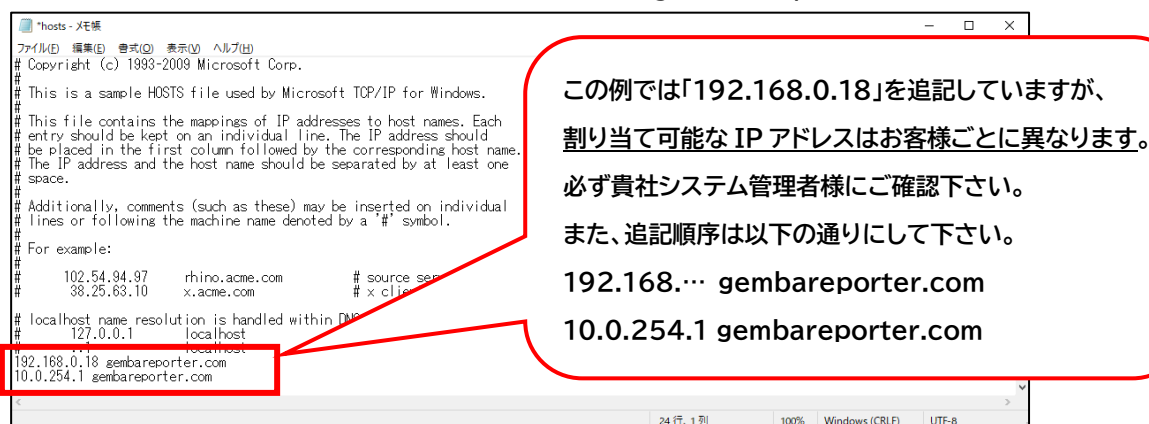 *hosts - メモ帳
ファイル(F) 編集(E) 書式(O) 表示(V) ヘルプ(H)
# Copyright (c) 1993-2009 Microsoft Corp.
#
# This is a sample HOSTS file used by Microsoft TCP/IP for Windows.
#
# This file contains the mappings of IP addresses to host names. Each
# entry should be kept on an individual line. The IP address should
# be placed in the first column followed by the corresponding host name.
# The IP address and the host name should be separated by at least one
# space.
#
# Additionally, comments (such as these) may be inserted on individual
# lines or following the machine name denoted by a '#' symbol.
#
# For example:
#
# 102.54.94.97 rhino.acme.com # source
# 38.25.63.10 x.acme.com # x
# localhost name resolution is handled within
# 127.0.0.1 localhost
# localhost
192.168.0.18 gembareporter.com
10.0.254.1 gembareporter.com
この例では「192.168.0.18」を追記していますが、
割り当て可能な IP アドレスはお客様ごとに異なります。
必ず貴社システム管理者様にご確認下さい。
また、追記順序は以下の通りにして下さい。
192.168.… gembareporter.com
10.0.254.1 gembareporter.com
24 行、1 列 100% Windows (CRLF) UTF-8